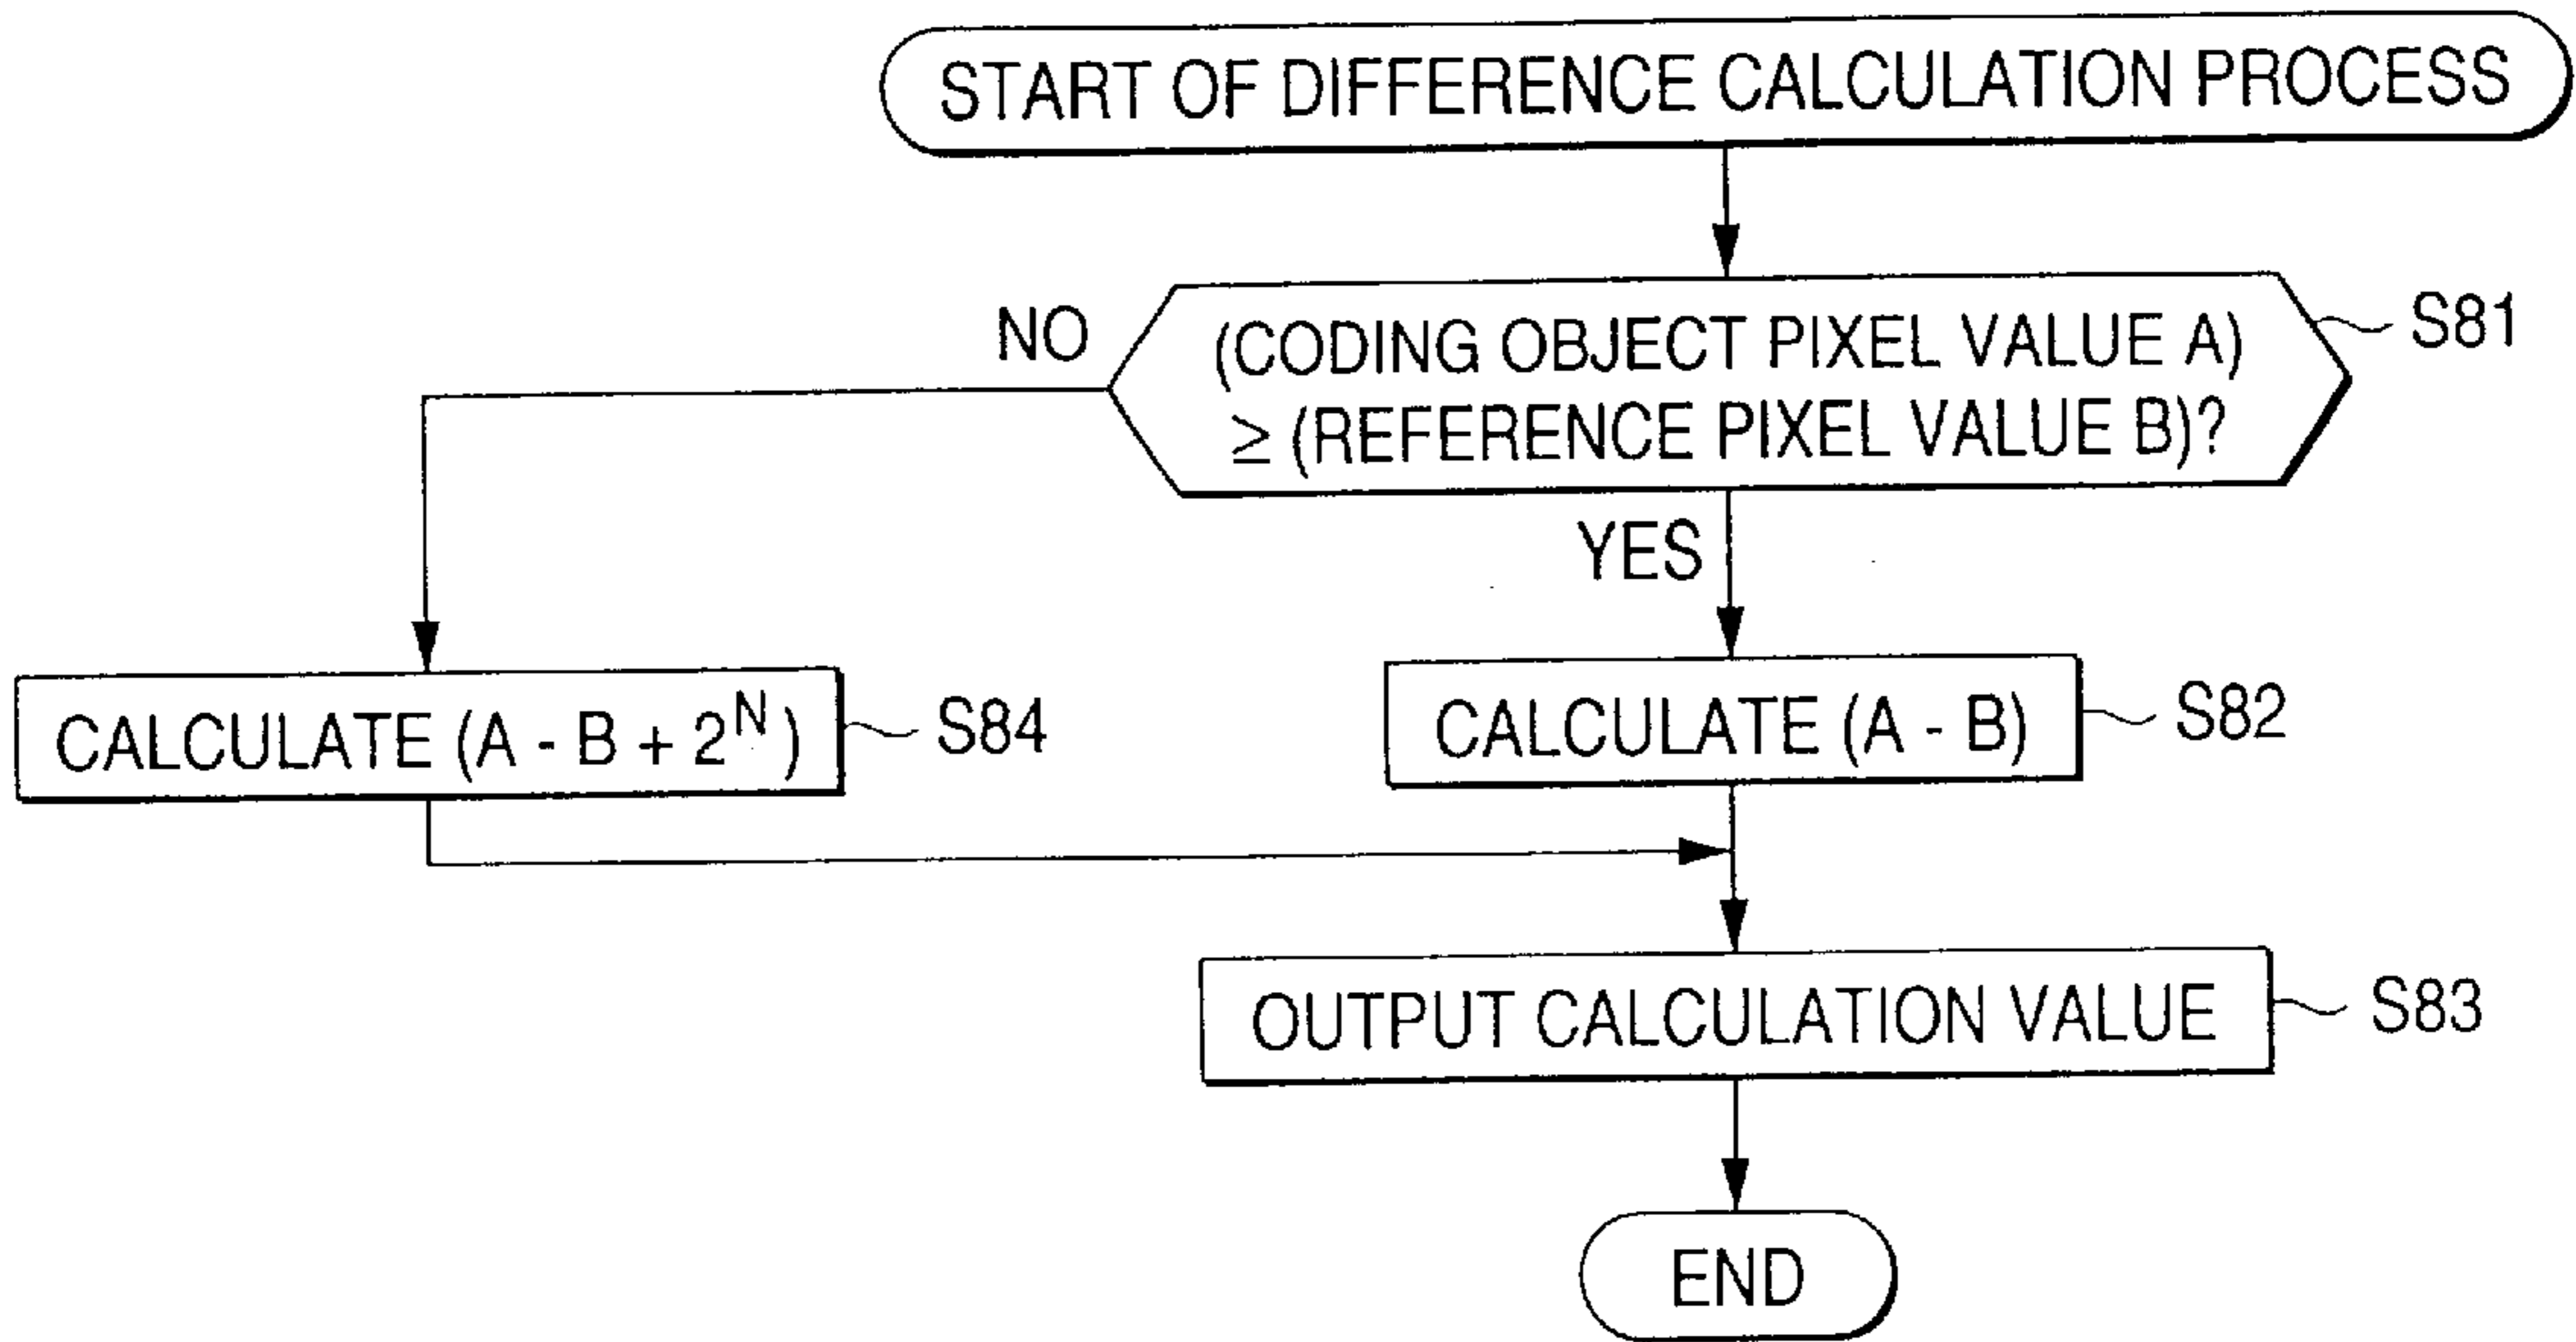 START OF DIFFERENCE CALCULATION PROCESS
NO
(CODING OBJECT PIXEL VALUE A)
≥ (REFERENCE PIXEL VALUE B)?
S81
YES
CALCULATE (A - B + 2^N)
S84
CALCULATE (A - B)
S82
OUTPUT CALCULATION VALUE
S83
END